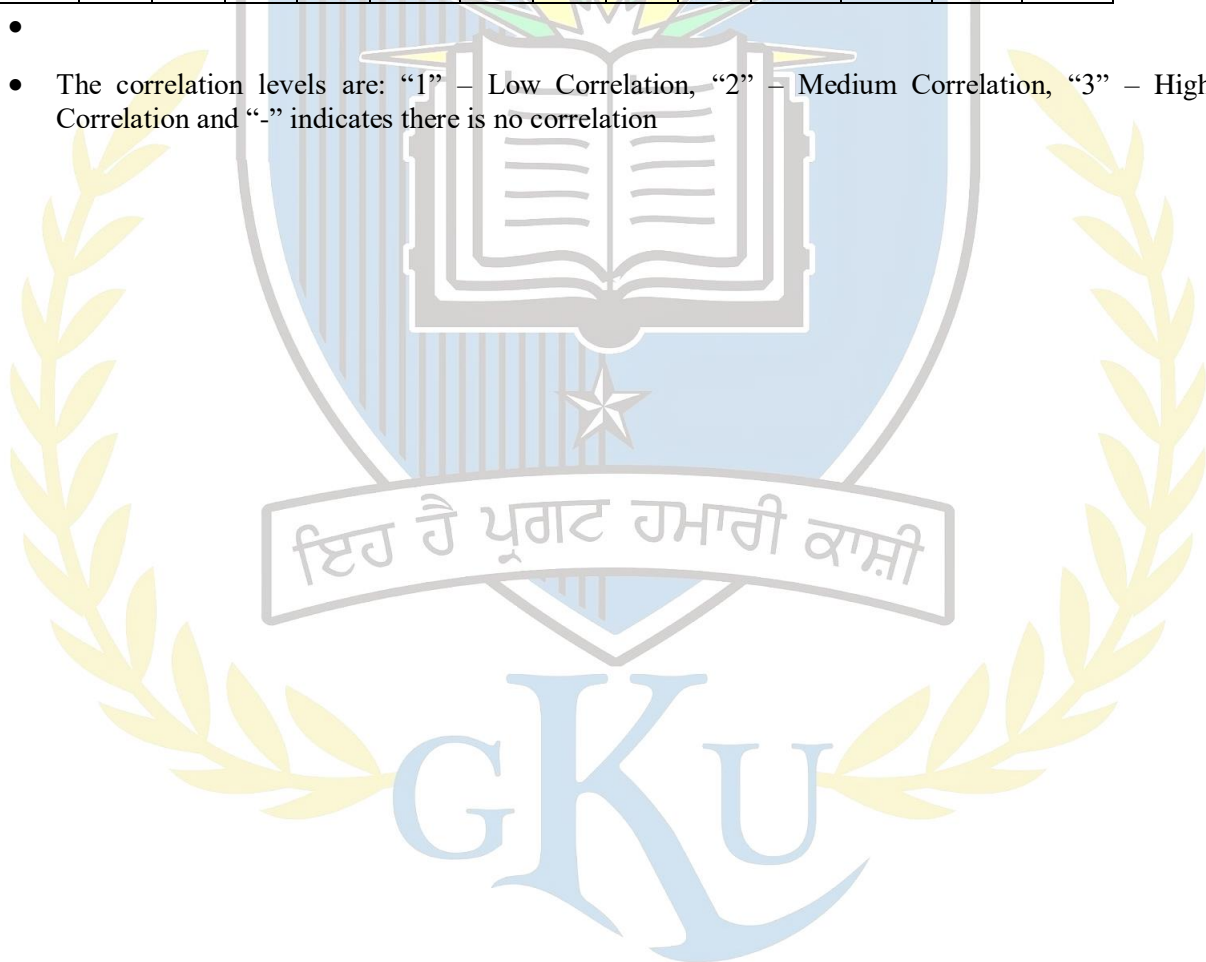 ●
● The correlation levels are: “1” – Low Correlation, “2” – Medium Correlation, “3” – High
Correlation and “-” indicates there is no correlation
ਇਹ ਹੈ ਪ੍ਰਗਟ ਹਮਾਰੀ ਕਾਸ਼ੀ
GKU